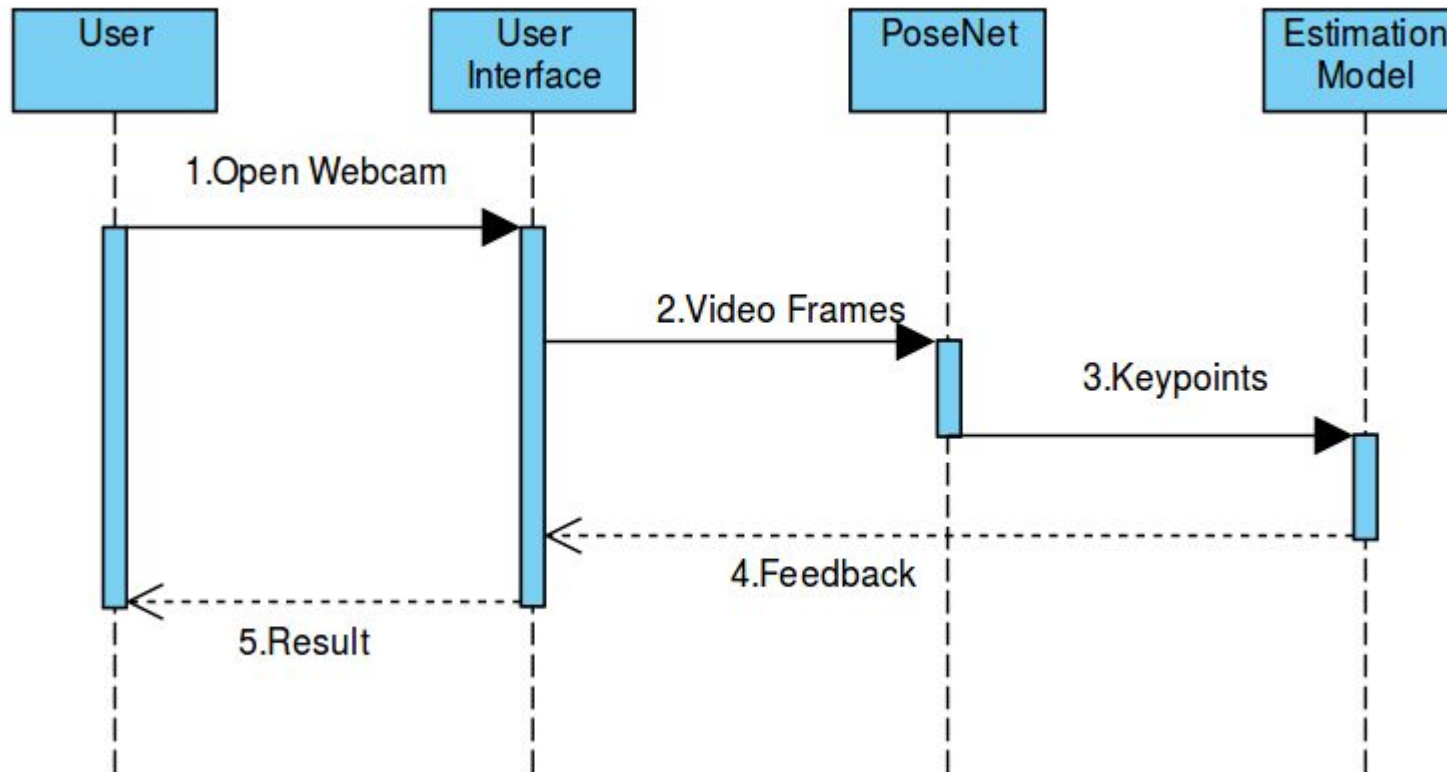 User
User
Interface
PoseNet
Estimation
Model
1.Open Webcam
2.Video Frames
3.Keypoints
4.Feedback
5.Result